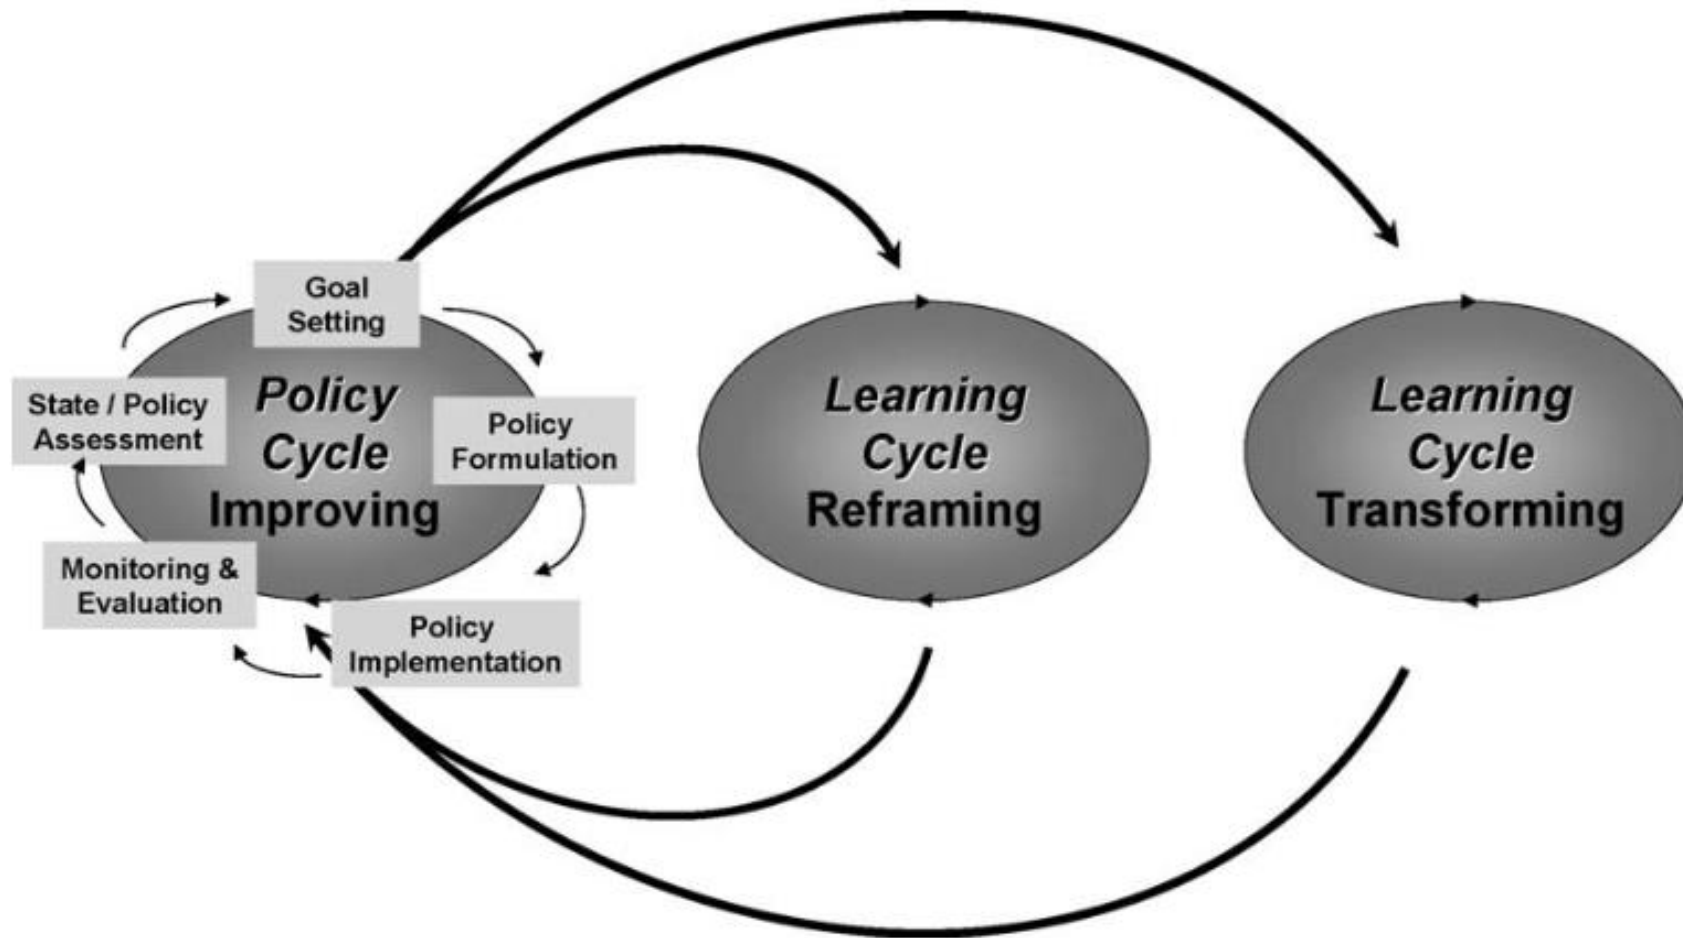 Goal
Setting
State / Policy
Assessment
Policy
Cycle
Improving
Policy
Formulation
Monitoring &
Evaluation
Policy
Implementation
Learning
Cycle
Reframing
Learning
Cycle
Transforming